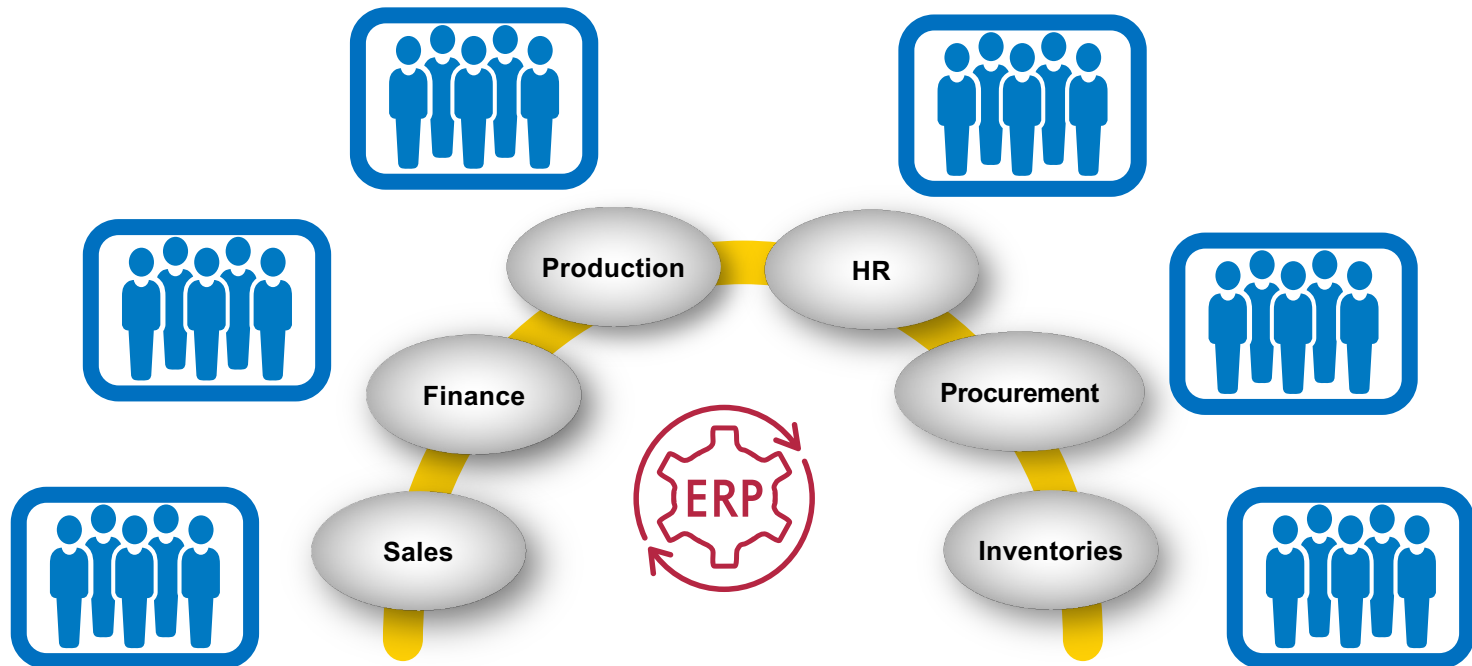 Production
HR
Finance
Procurement
ERP
Sales
Inventories